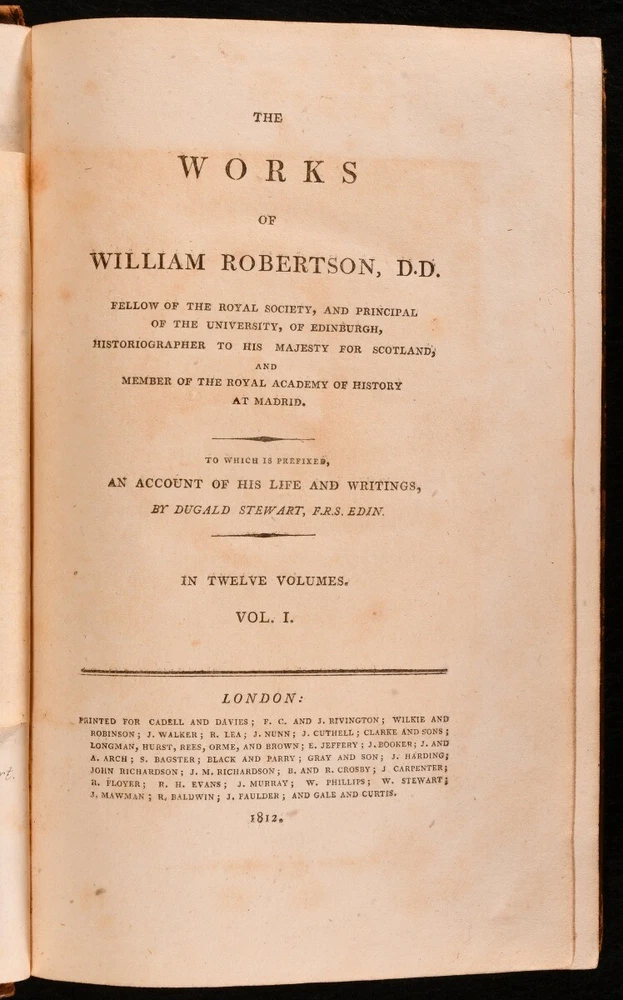 THE
WORKS
OF
WILLIAM ROBERTSON, D.D.
FELLOW OF THE ROYAL SOCIETY, AND PRINCIPAL
OF THE UNIVERSITY, OF EDINBURGH,
HISTORIOGRAPHER TO HIS MAJESTY FOR SCOTLAND,
AND
MEMBER OF THE ROYAL ACADEMY OF HISTORY
AT MADRID.
TO WHICH IS PREFIXED,
AN ACCOUNT OF HIS LIFE AND WRITINGS,
BY DUGALD STEWART, F.R.S. EDIN.
IN TWELVE VOLUMES.
VOL. I.
LONDON:
PRINTED FOR CADELL AND DAVIES; F. C. AND J. RIVINGTON; WILKIE AND
ROBINSON; J. WALKER; R. LEA; J. NUNN; J. CUTHELL; CLARKE AND SONS;
LONGMAN, HURST, REES, ORME, AND BROWN; E. JEFFERY; J. BOOKER; J. AND
A. ARCH; S. BAGSTER; BLACK AND PARRY; GRAY AND SON; J. HARDING;
JOHN RICHARDSON; J. M. RICHARDSON; B. AND R. CROSBY; J CARPENTER;
R. FLOYER; R. H. EVANS; J. MURRAY; W. PHILLIPS; W. STEWART;
J. MAWMAN; R. BALDWIN; J. FAULDER; AND GALE AND CURTIS.
1812.